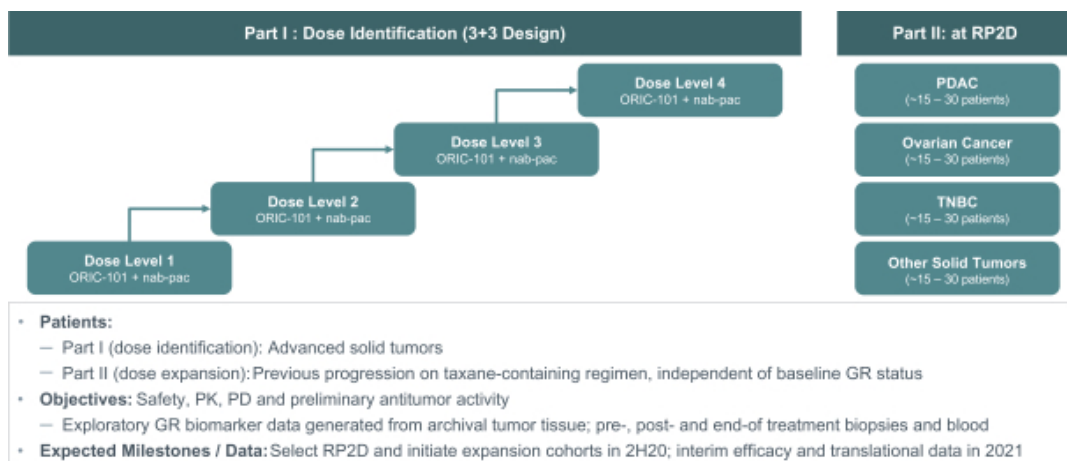 Part I : Dose Identification (3+3 Design)
Part II: at RP2D
Dose Level 4
ORIC-101 + nab-pac
Dose Level 3
ORIC-101 + nab-pac
Dose Level 2
ORIC-101 + nab-pac
Dose Level 1
ORIC-101 + nab-pac
PDAC
(~15 – 30 patients)
Ovarian Cancer
(~15 – 30 patients)
TNBC
(~15 – 30 patients)
Other Solid Tumors
(~15 – 30 patients)
• Patients:
– Part I (dose identification): Advanced solid tumors
– Part II (dose expansion): Previous progression on taxane-containing regimen, independent of baseline GR status
• Objectives: Safety, PK, PD and preliminary antitumor activity
– Exploratory GR biomarker data generated from archival tumor tissue; pre-, post- and end-of treatment biopsies and blood
• Expected Milestones / Data: Select RP2D and initiate expansion cohorts in 2H20; interim efficacy and translational data in 2021